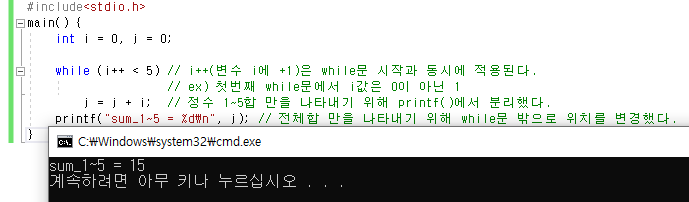 #include<stdio.h>
main() {
int i = 0, j = 0;
while (i++ < 5) // i++(변수 i에 +1)은 while문 시작과 동시에 적용된다.
// ex) 첫번째 while문에서 i값은 0이 아닌 1
j = j + i; // 정수 1~5합 만을 나타내기 위해 printf()에서 분리했다.
printf("sum_1~5 = %d\n", j); // 전체합 만을 나타내기 위해 while문 밖으로 위치를 변경했다.
}
C:\Windows\system32\cmd.exe
sum_1~5 = 15
계속하려면 아무 키나 누르십시오 . . .